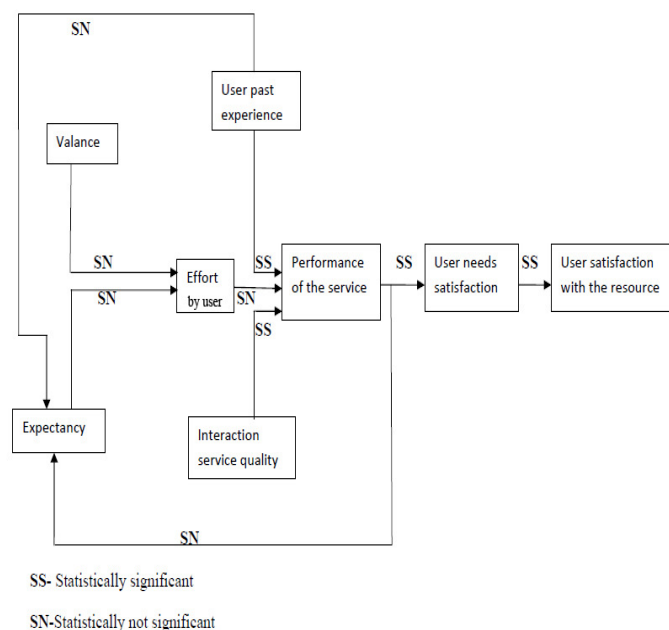 SN
User past
experience
Valance
SN
SN
Effort
by user
SS
SN
SS
Performance
of the service
SS
User needs
satisfaction
SS
User satisfaction
with the resource
Expectancy
Interaction
service quality
SN
SS- Statistically significant
SN-Statistically not significant